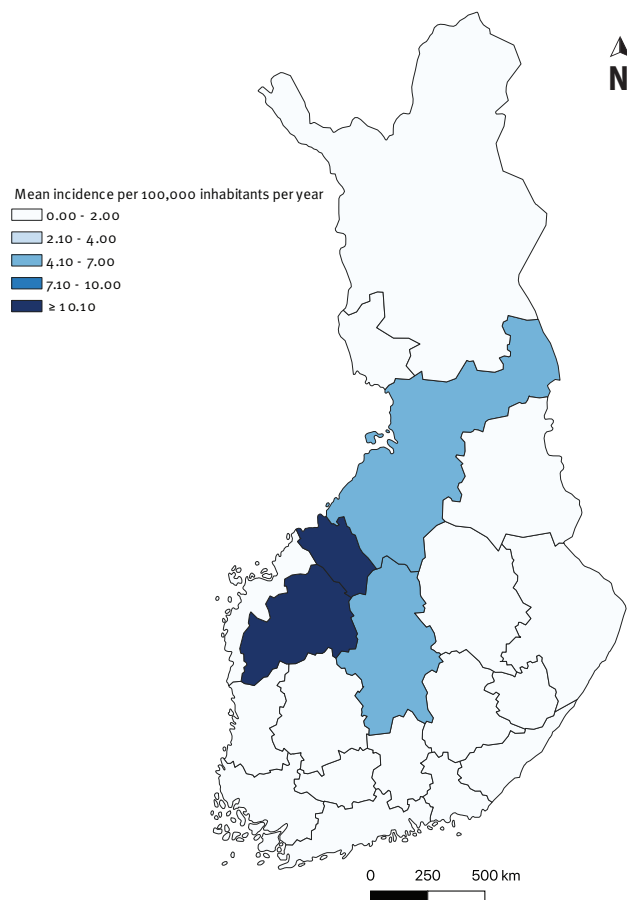 N
Mean incidence per 100,000 inhabitants per year
0.00 - 2.00
2.10 - 4.00
4.10 - 7.00
7.10 - 10.00
≥ 10.10
0 250 500 km